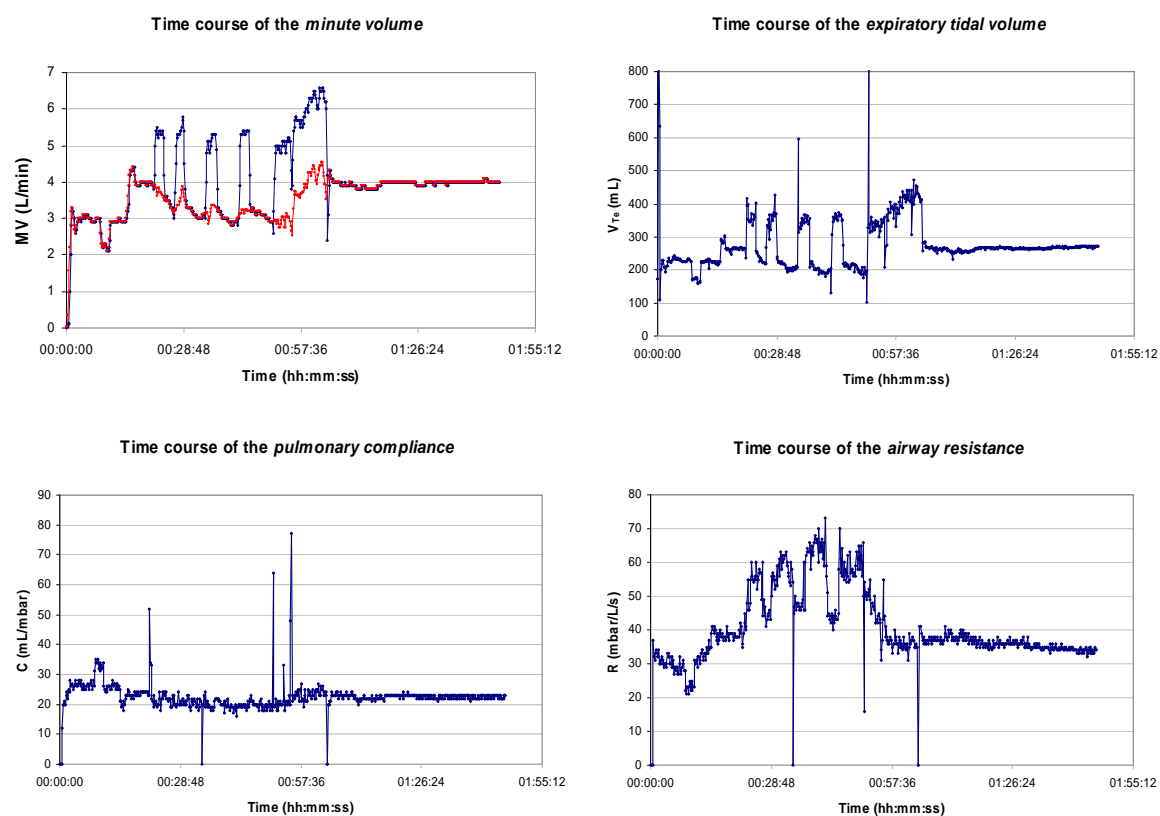 Time course of the minute volume
7
6
5
4
3
2
1
0
MV (L/min)
00:00:00 00:28:48 00:57:36 01:26:24 01:55:12
Time (hh:mm:ss)
Time course of the expiratory tidal volume
800
700
600
500
400
300
200
100
0
VTe (mL)
00:00:00 00:28:48 00:57:36 01:26:24 01:55:12
Time (hh:mm:ss)
Time course of the pulmonary compliance
90
80
70
60
50
40
30
20
10
0
C (mL/mbar)
00:00:00 00:28:48 00:57:36 01:26:24 01:55:12
Time (hh:mm:ss)
Time course of the airway resistance
80
70
60
50
40
30
20
10
0
R (mbar/L/s)
00:00:00 00:28:48 00:57:36 01:26:24 01:55:12
Time (hh:mm:ss)